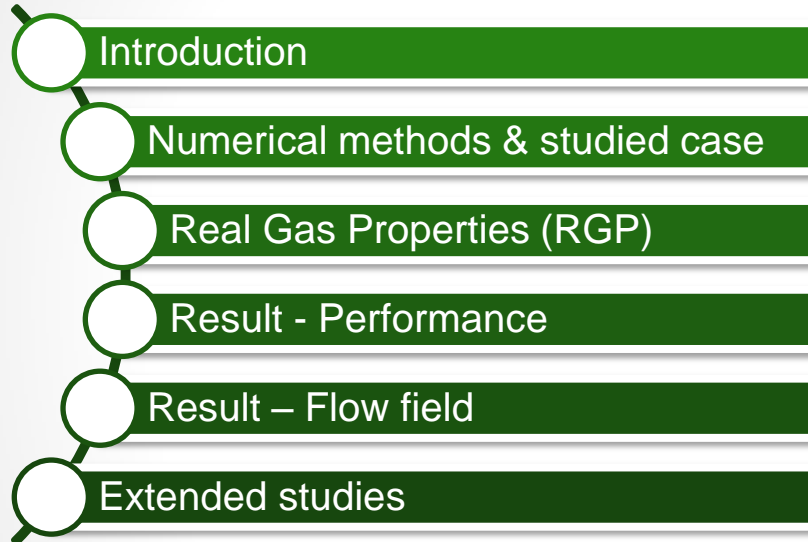 Introduction
Numerical methods & studied case
Real Gas Properties (RGP)
Result - Performance
Result – Flow field
Extended studies